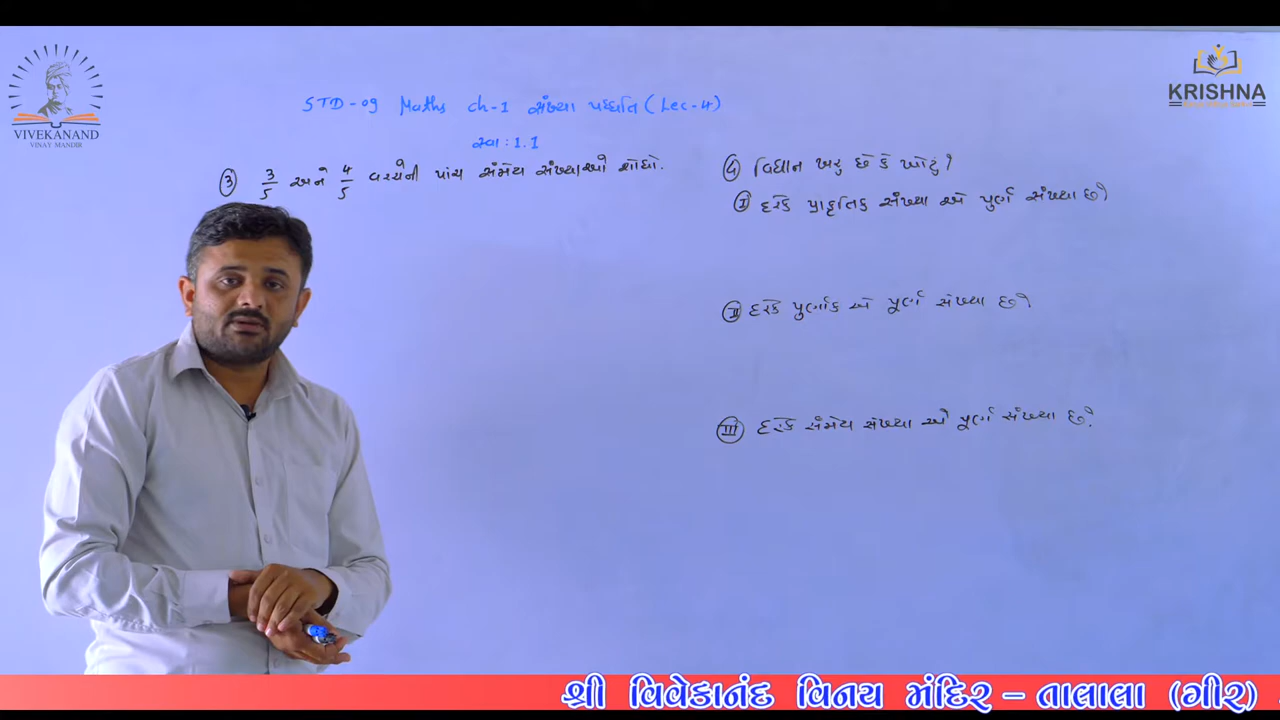 VIVEKANAND
VINAY MANDIR
KRISHNA
STD-09 Maths ch-1 સંખ્યા પધ્ધતિ (Lec-4)
સ્વા : 1.1
③ 3/5 અને 4/5 વચ્ચેની પાંચ સંમેય સંખ્યાઓ શોધો.
④ વિધાન ખરુ છે કે ખોટું?
Ⅰ દરેક પ્રાકૃતિક સંખ્યા એ પુર્ણ સંખ્યા છે?
Ⅱ દરેક પુર્ણાંક એ પૂર્ણ સંખ્યા છે?
Ⅲ દરેક સંમેય સંખ્યા એ પૂર્ણ સંખ્યા છે?
શ્રી વિવેકાનંદ વિનય મંદિર – તાલાલા (ગીર)